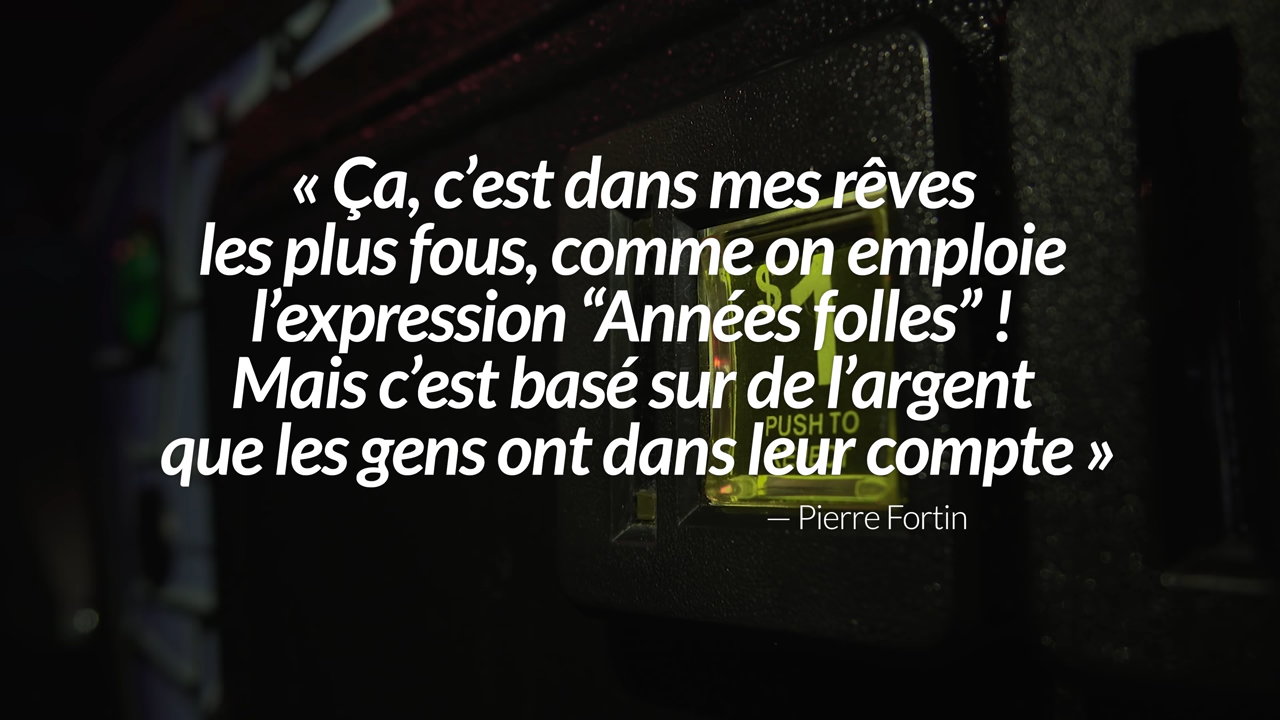 « Ça, c’est dans mes rêves
les plus fous, comme on emploie
l’expression “Années folles” !
Mais c’est basé sur de l’argent
que les gens ont dans leur compte »
— Pierre Fortin
$1
PUSH TO